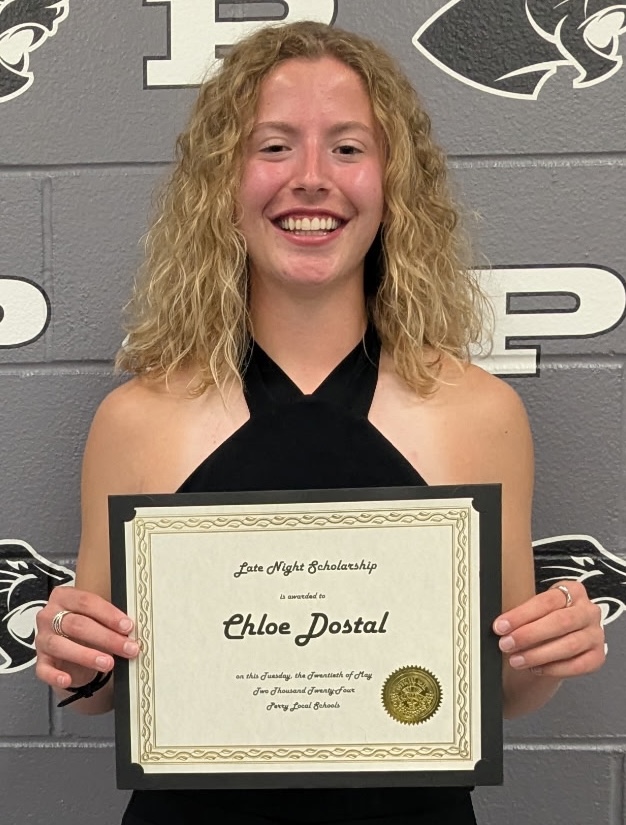 P
P
P
Late Night Scholarship
is awarded to
Chloe Dostal
on this Tuesday, the Twentieth of May
Two Thousand Twenty-Four
Perry Local Schools